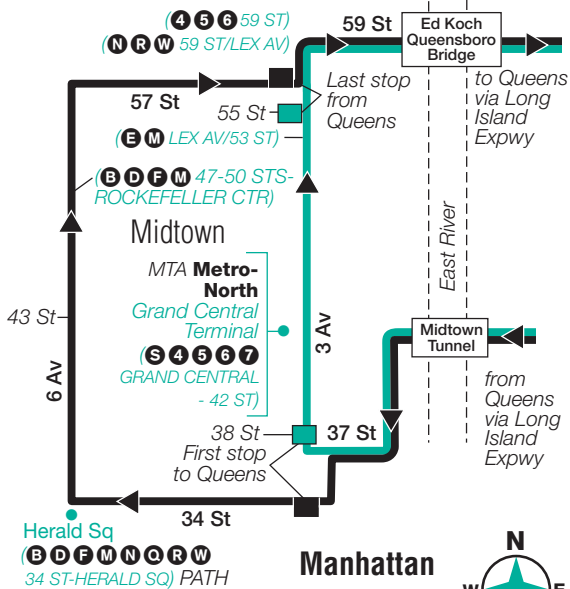 (4 5 6 59 ST)
(N R W 59 ST/LEX AV)
59 St
Ed Koch
Queensboro
Bridge
to Queens
via Long
Island
Expwy
57 St
Last stop
from
Queens
55 St
(E M LEX AV/53 ST)
(B D F M 47-50 STS-
ROCKEFELLER CTR)
Midtown
East River
MTA Metro-
North
Grand Central
Terminal
(S 4 5 6 7
GRAND CENTRAL
- 42 ST)
3 Av
43 St
6 Av
Midtown
Tunnel
from
Queens
via Long
Island
Expwy
38 St
37 St
First stop
to Queens
34 St
Herald Sq
(B D F M N Q R W
34 ST-HERALD SQ) PATH
Manhattan
N
W
E